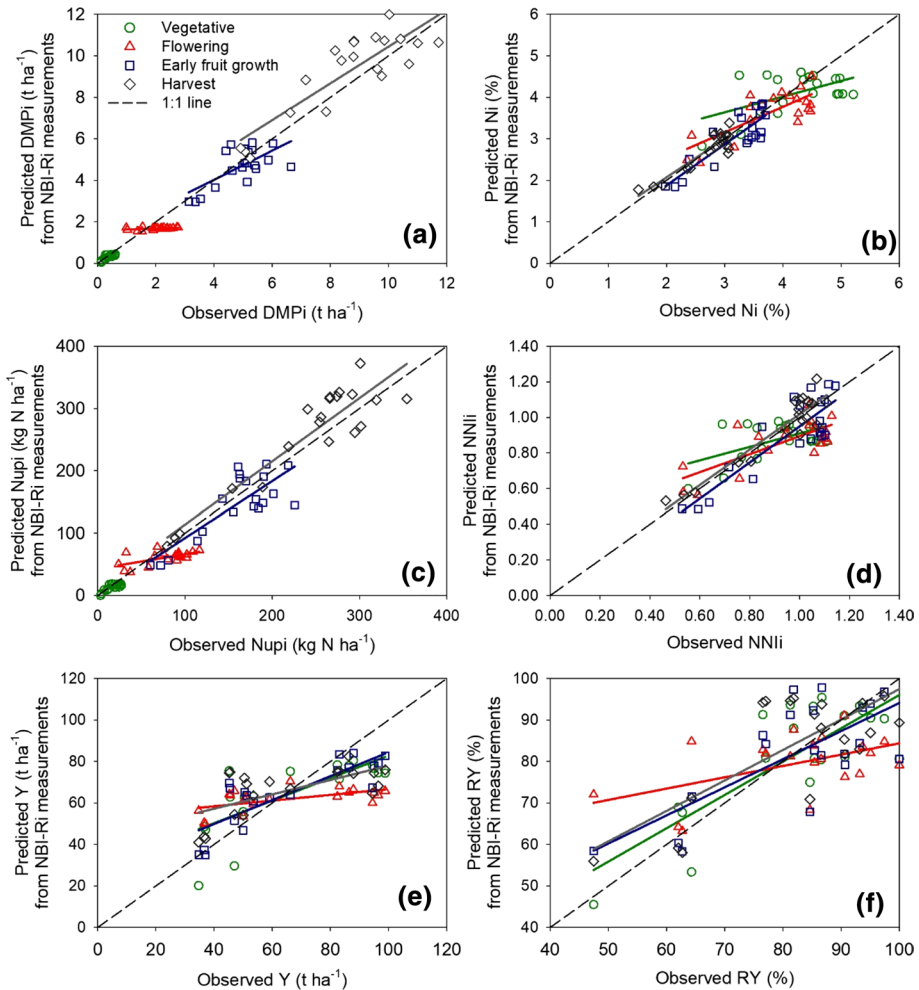 12
10
8
6
4
2
0
Predicted DMPi (t ha-1)
from NBI-Ri measurements
Vegetative
Flowering
Early fruit growth
Harvest
1:1 line
(a)
0 2 4 6 8 10 12
Observed DMPi (t ha-1)
6
5
4
3
2
1
0
Predicted Ni (%)
from NBI-Ri measurements
(b)
0 1 2 3 4 5 6
Observed Ni (%)
400
300
200
100
0
Predicted Nupi (kg N ha-1)
from NBI-Ri measurements
(c)
0 100 200 300 400
Observed Nupi (kg N ha-1)
1.40
1.20
1.00
0.80
0.60
0.40
0.20
0.00
Predicted NNIi
from NBI-Ri measurements
(d)
0.00 0.20 0.40 0.60 0.80 1.00 1.20 1.40
Observed NNIi
120
100
80
60
40
20
0
Predicted Y (t ha-1)
from NBI-Ri measurements
(e)
0 20 40 60 80 100 120
Observed Y (t ha-1)
100
90
80
70
60
50
40
Predicted RY (%)
from NBI-Ri measurements
(f)
40 50 60 70 80 90 100
Observed RY (%)